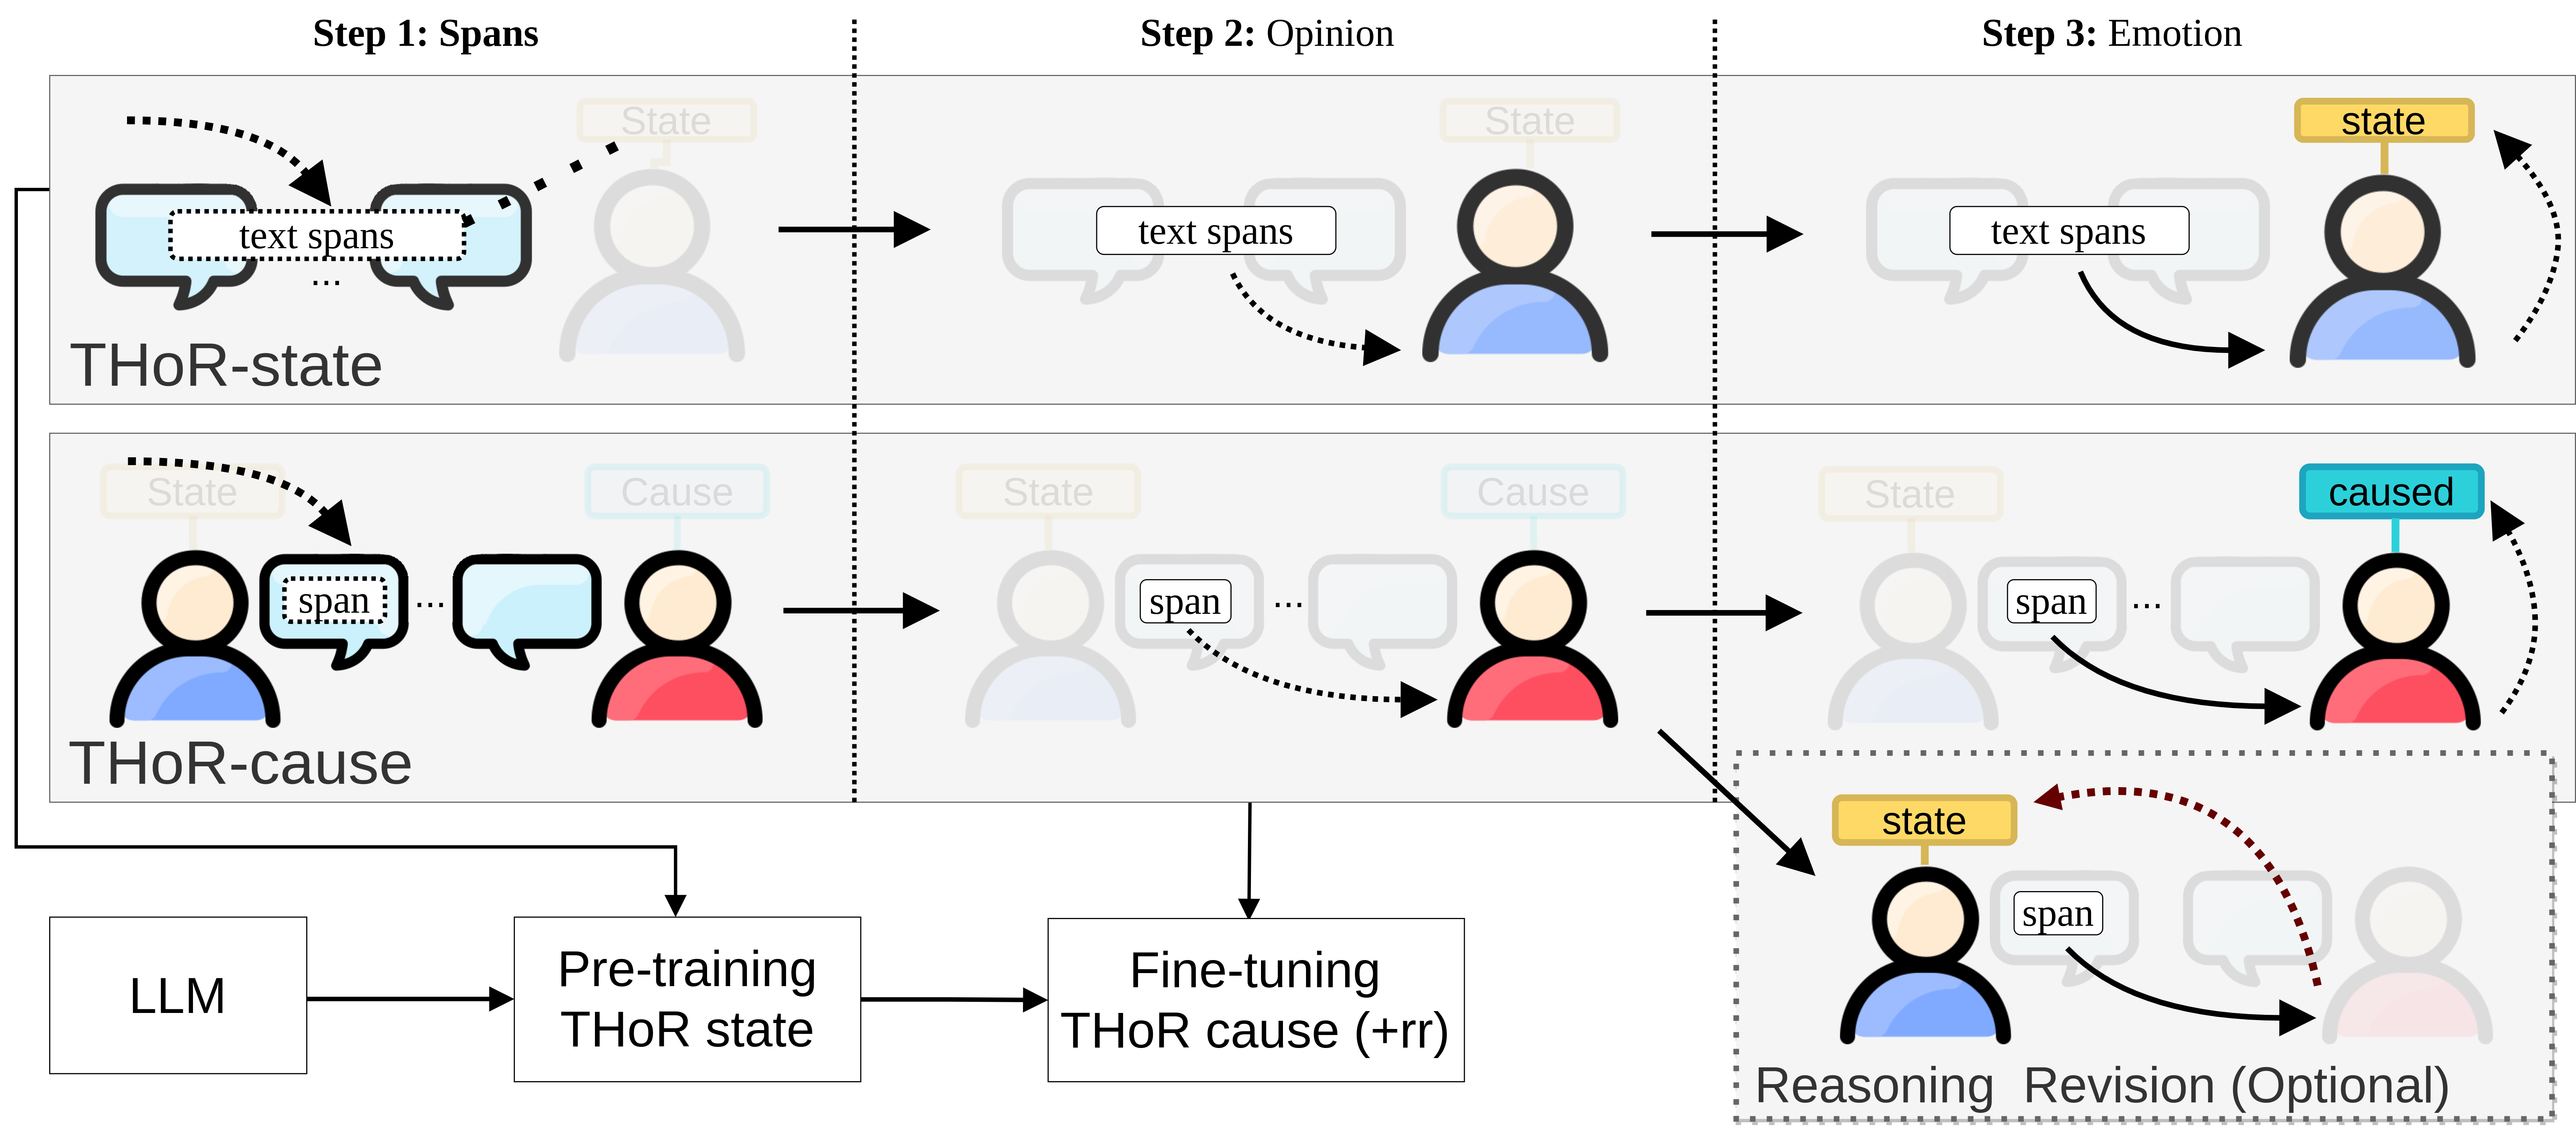 Step 1: Spans
Step 2: Opinion
Step 3: Emotion
State
text spans
...
THoR-state
State
text spans
state
text spans
State
Cause
span
...
THoR-cause
State
Cause
span
...
State
caused
span
...
state
span
Reasoning Revision (Optional)
LLM
Pre-training
THoR state
Fine-tuning
THoR cause (+rr)